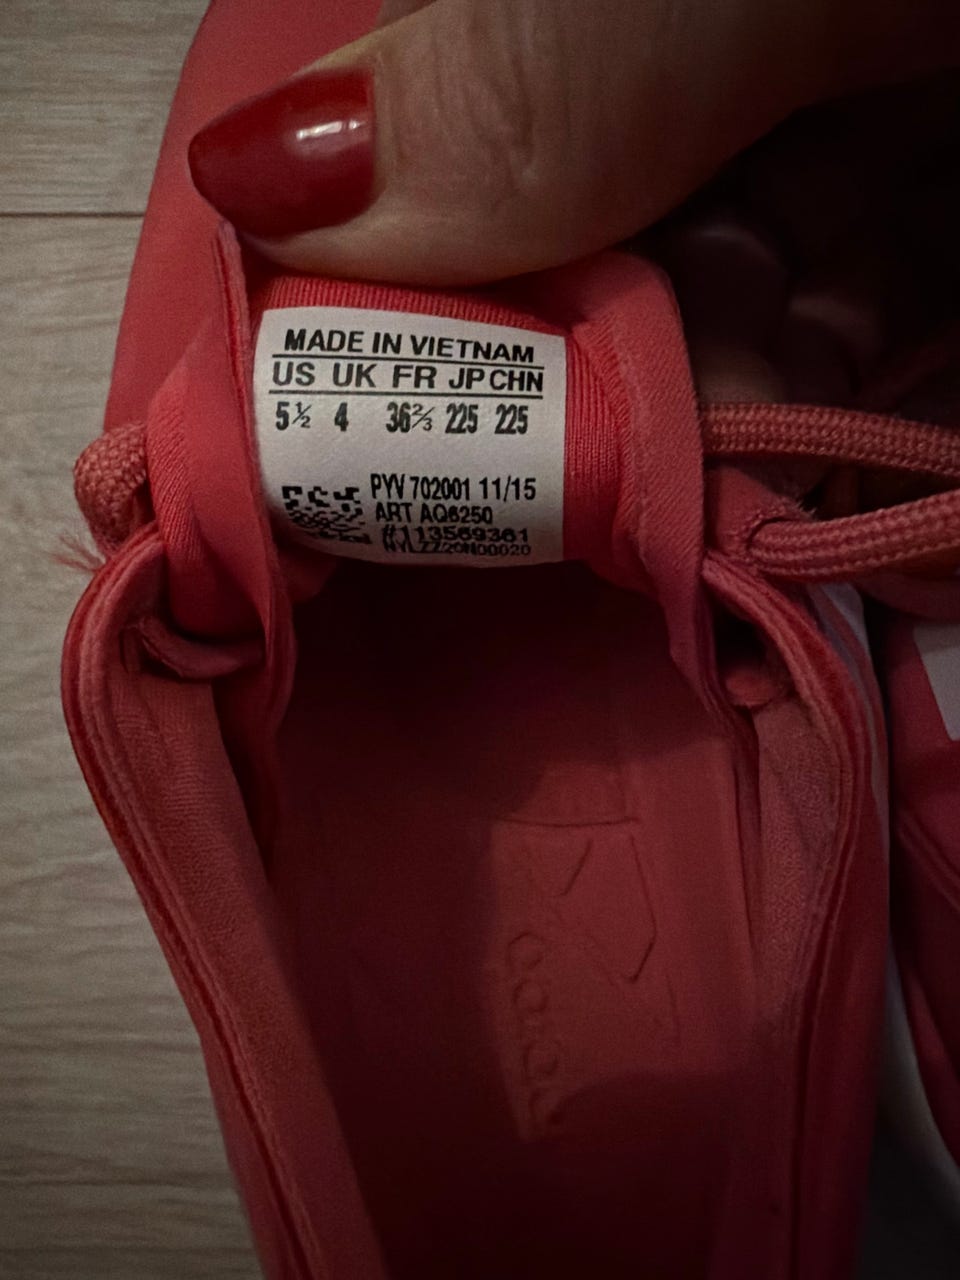 MADE IN VIETNAM
US UK FR JP CHN
5½ 4 36⅔ 225 225
PYV 702001 11/15
ART AQ6250
#113569361